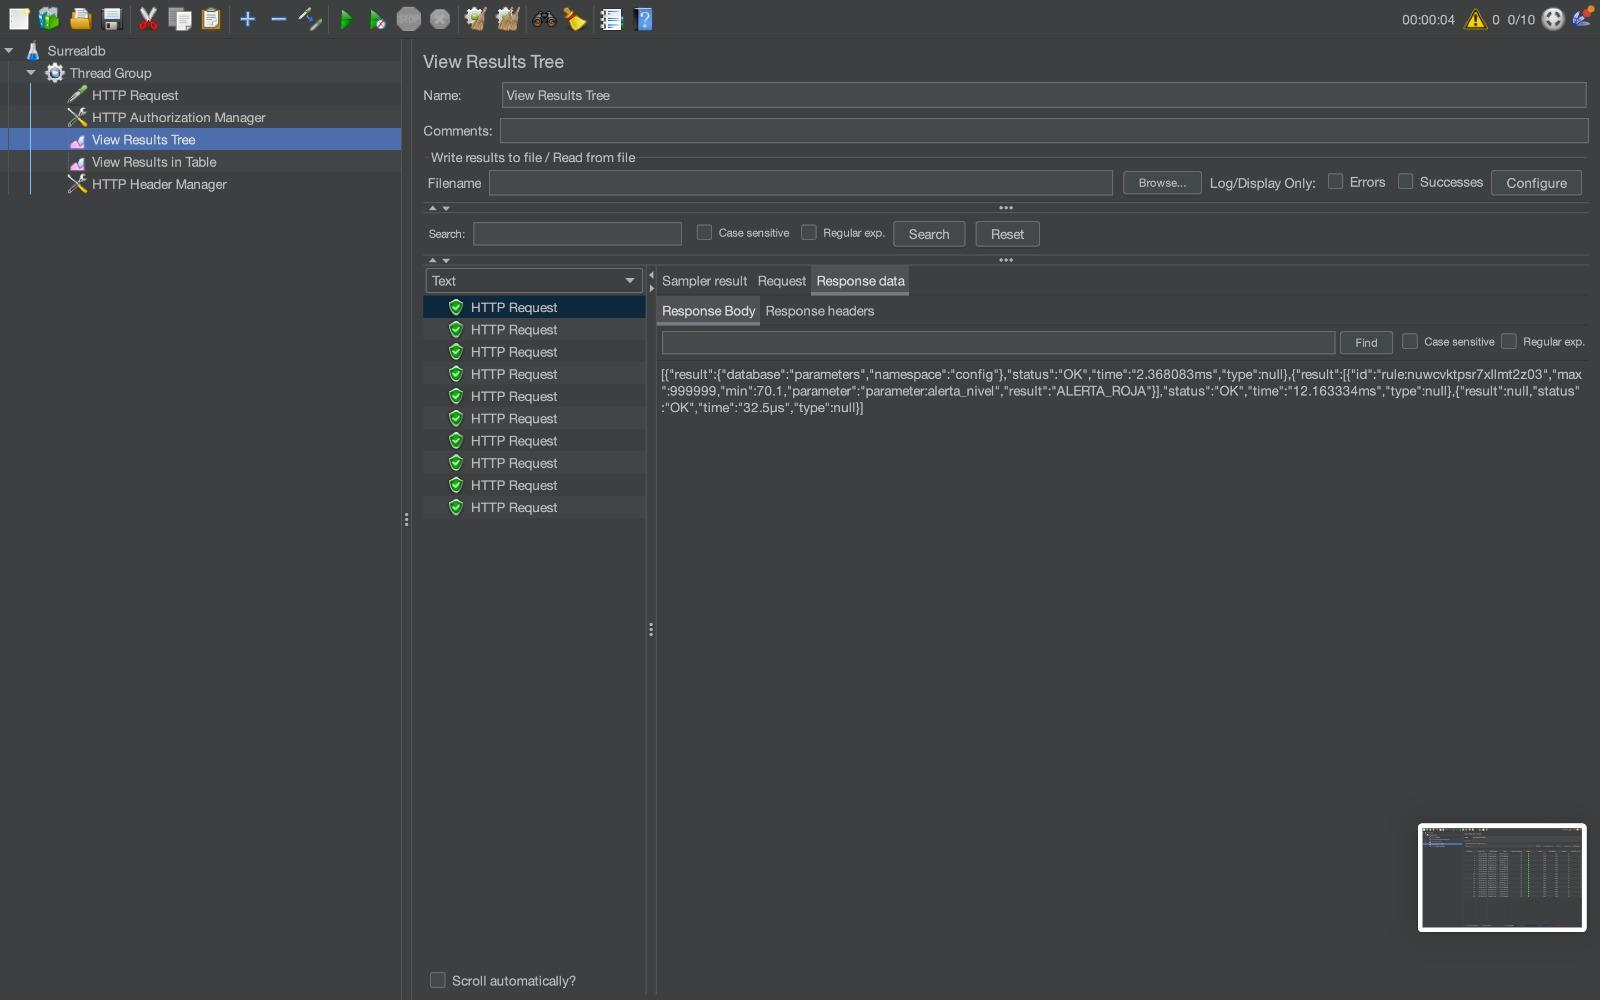 STOP
00:00:04
0 0/10
Surrealdb
Thread Group
HTTP Request
HTTP Authorization Manager
View Results Tree
View Results in Table
HTTP Header Manager
View Results Tree
Name: View Results Tree
Comments:
Write results to file / Read from file
Filename Browse... Log/Display Only: Errors Successes Configure
Search: Case sensitive Regular exp. Search Reset
Text
HTTP Request
HTTP Request
HTTP Request
HTTP Request
HTTP Request
HTTP Request
HTTP Request
HTTP Request
HTTP Request
HTTP Request
Scroll automatically?
Sampler result Request Response data
Response Body Response headers
Find Case sensitive Regular exp.
[{"result":{"database":"parameters","namespace":"config"},"status":"OK","time":"2.368083ms","type":null},{"result":[{"id":"rule:nuwcvktpsr7xllmt2z03","max
":999999,"min":70.1,"parameter":"parameter:alerta_nivel","result":"ALERTA_ROJA"}],"status":"OK","time":"12.163334ms","type":null},{"result":null,"status"
:"OK","time":"32.5µs","type":null}]